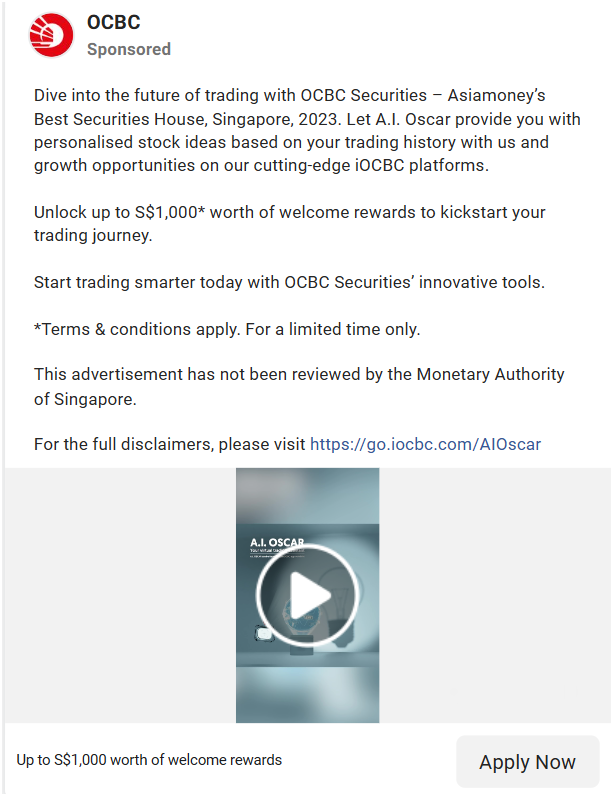 OCBC
Sponsored
Dive into the future of trading with OCBC Securities – Asiamoney’s
Best Securities House, Singapore, 2023. Let A.I. Oscar provide you with
personalised stock ideas based on your trading history with us and
growth opportunities on our cutting-edge iOCBC platforms.
Unlock up to S$1,000* worth of welcome rewards to kickstart your
trading journey.
Start trading smarter today with OCBC Securities’ innovative tools.
*Terms & conditions apply. For a limited time only.
This advertisement has not been reviewed by the Monetary Authority
of Singapore.
For the full disclaimers, please visit https://go.iocbc.com/AIOscar
A.I. OSCAR
Your virtual
Up to S$1,000 worth of welcome rewards
Apply Now